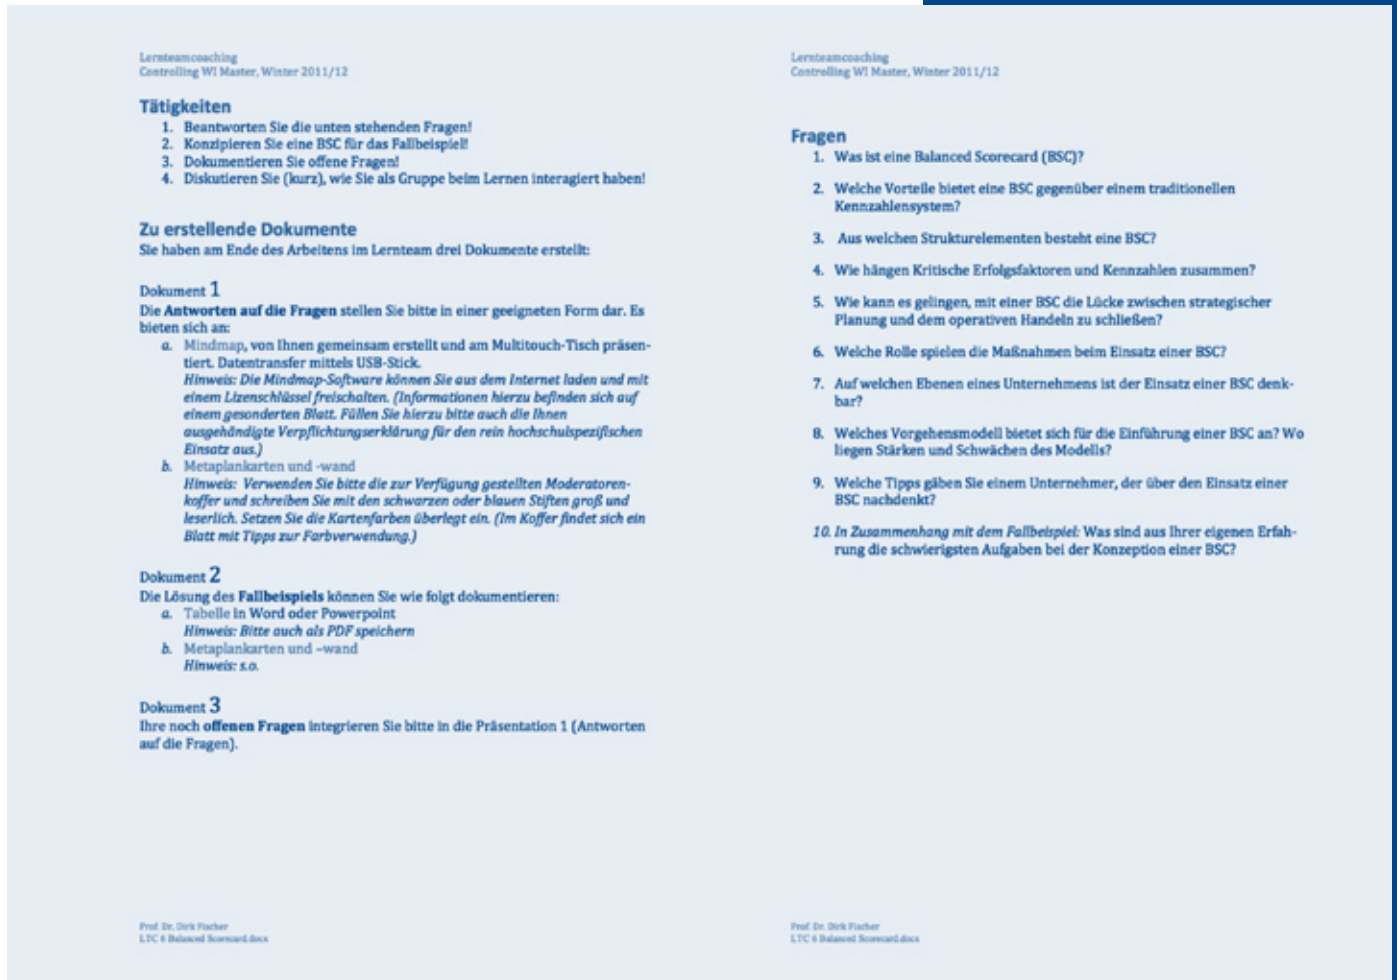 Lernteamcoaching
Controlling WI Master, Winter 2011/12
Tätigkeiten
1. Beantworten Sie die unten stehenden Fragen!
2. Konzipieren Sie eine BSC für das Fallbeispiel!
3. Dokumentieren Sie offene Fragen!
4. Diskutieren Sie (kurz), wie Sie als Gruppe beim Lernen interagiert haben!
Zu erstellende Dokumente
Sie haben am Ende des Arbeitens im Lernteam drei Dokumente erstellt:
Dokument 1
Die Antworten auf die Fragen stellen Sie bitte in einer geeigneten Form dar. Es
bieten sich an:
a. Mindmap, von Ihnen gemeinsam erstellt und am Multitouch-Tisch präsen-
tiert. Datentransfer mittels USB-Stick.
Hinweis: Die Mindmap-Software können Sie aus dem Internet laden und mit
einem Lizenschlüssel freischalten. (Informationen hierzu befinden sich auf
einem gesonderten Blatt. Füllen Sie hierzu bitte auch die Ihnen
ausgehändigte Verpflichtungserklärung für den rein hochschulspezifischen
Einsatz aus.)
b. Metaplankarten und -wand
Hinweis: Verwenden Sie bitte die zur Verfügung gestellten Moderatoren-
koffer und schreiben Sie mit den schwarzen oder blauen Stiften groß und
leserlich. Setzen Sie die Kartenfarben überlegt ein. (Im Koffer findet sich ein
Blatt mit Tipps zur Farbverwendung.)
Dokument 2
Die Lösung des Fallbeispiels können Sie wie folgt dokumentieren:
a. Tabelle in Word oder Powerpoint
Hinweis: Bitte auch als PDF speichern
b. Metaplankarten und –wand
Hinweis: s.o.
Dokument 3
Ihre noch offenen Fragen integrieren Sie bitte in die Präsentation 1 (Antworten
auf die Fragen).
Prof. Dr. Dirk Fischer
LTC 6 Balanced Scorecard.docx
Lernteamcoaching
Controlling WI Master, Winter 2011/12
Fragen
1. Was ist eine Balanced Scorecard (BSC)?
2. Welche Vorteile bietet eine BSC gegenüber einem traditionellen
Kennzahlensystem?
3. Aus welchen Strukturelementen besteht eine BSC?
4. Wie hängen Kritische Erfolgsfaktoren und Kennzahlen zusammen?
5. Wie kann es gelingen, mit einer BSC die Lücke zwischen strategischer
Planung und dem operativen Handeln zu schließen?
6. Welche Rolle spielen die Maßnahmen beim Einsatz einer BSC?
7. Auf welchen Ebenen eines Unternehmens ist der Einsatz einer BSC denk-
bar?
8. Welches Vorgehensmodell bietet sich für die Einführung einer BSC an? Wo
liegen Stärken und Schwächen des Modells?
9. Welche Tipps gäben Sie einem Unternehmer, der über den Einsatz einer
BSC nachdenkt?
10. In Zusammenhang mit dem Fallbeispiel: Was sind aus Ihrer eigenen Erfah-
rung die schwierigsten Aufgaben bei der Konzeption einer BSC?
Prof. Dr. Dirk Fischer
LTC 6 Balanced Scorecard.docx